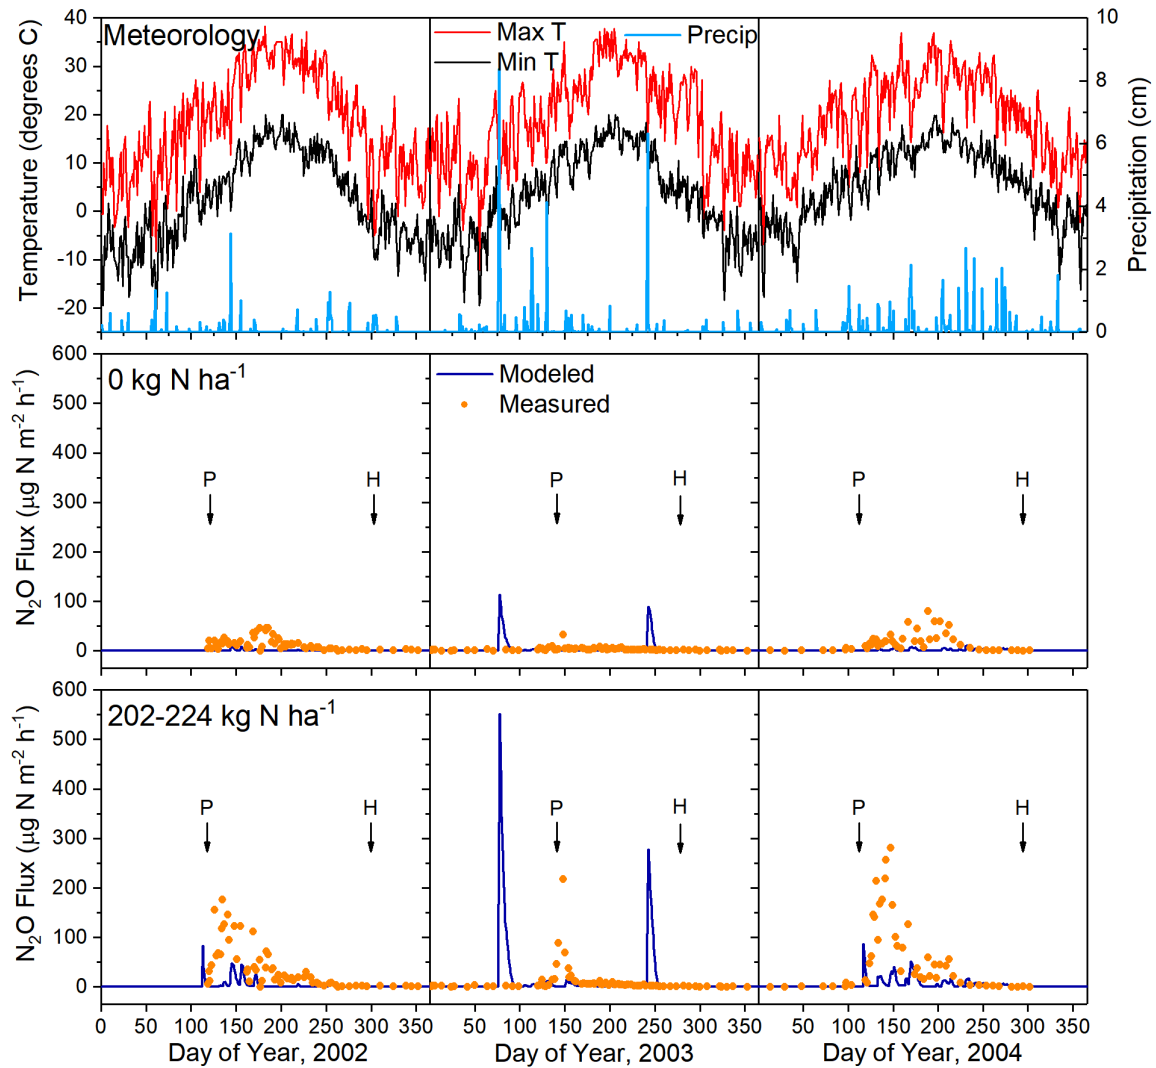 Meteorology
Max T
Min T
Precip
Temperature (degrees C)
40
30
20
10
0
-10
-20
Precipitation (cm)
10
8
6
4
2
0
0 kg N ha-1
Modeled
Measured
N2O Flux (µg N m-2 h-1)
600
500
400
300
200
100
0
P
H
P
H
P
H
202-224 kg N ha-1
N2O Flux (µg N m-2 h-1)
600
500
400
300
200
100
0
P
H
P
H
P
H
0 50 100 150 200 250 300 350
50 100 150 200 250 300 350
50 100 150 200 250 300 350
Day of Year, 2002
Day of Year, 2003
Day of Year, 2004